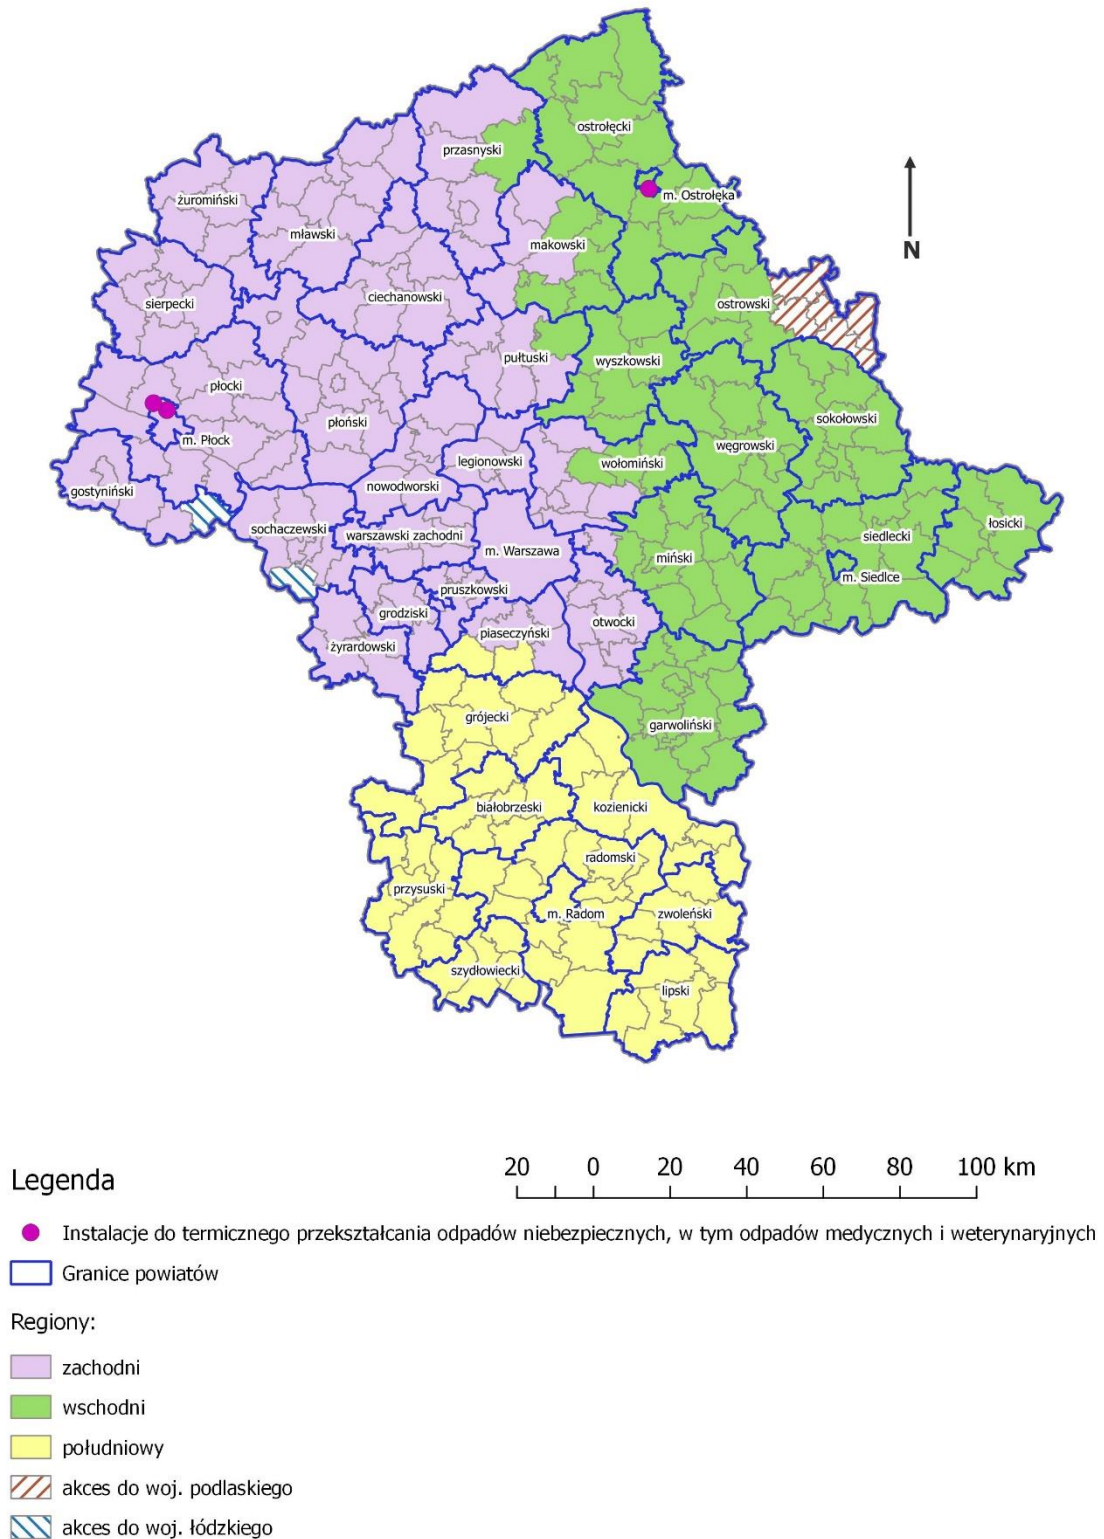 ostrołęcki
przasnyski
m. Ostrołęka
żuromiński
mławski
makowski
N
ciechanowski
sierpecki
ostrowski
pułtuski
wyszkowski
płocki
sokołowski
płoński
m. Płock
węgrowski
legionowski
wołomiński
gostyniński
nowodworski
sochaczewski
łosicki
warszawski zachodni
siedlecki
m. Warszawa
miński
m. Siedlce
pruszkowski
grodziski
otwocki
piaseczyński
żyrardowski
grójecki
garwoliński
białobrzeski
kozienicki
radomski
przysuski
m. Radom
zwoleński
szydłowiecki
lipski
20 0 20 40 60 80 100 km
Legenda
Instalacje do termicznego przekształcania odpadów niebezpiecznych, w tym odpadów medycznych i weterynaryjnych
Granice powiatów
Regiony:
zachodni
wschodni
południowy
akces do woj. podlaskiego
akces do woj. łódzkiego